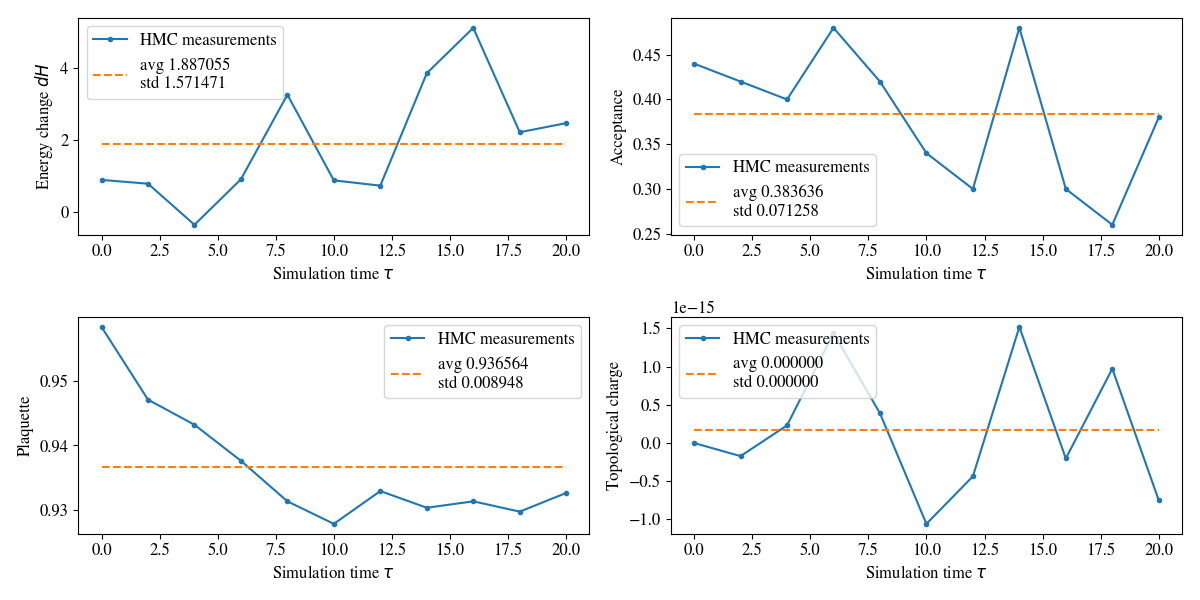 Energy change dH
4
2
0
HMC measurements
avg 1.887055
std 1.571471
0.0 2.5 5.0 7.5 10.0 12.5 15.0 17.5 20.0
Simulation time τ
Acceptance
0.45
0.40
0.35
0.30
0.25
HMC measurements
avg 0.383636
std 0.071258
0.0 2.5 5.0 7.5 10.0 12.5 15.0 17.5 20.0
Simulation time τ
Plaquette
0.95
0.94
0.93
HMC measurements
avg 0.936564
std 0.008948
0.0 2.5 5.0 7.5 10.0 12.5 15.0 17.5 20.0
Simulation time τ
1e−15
Topological charge
1.5
1.0
0.5
0.0
−0.5
−1.0
HMC measurements
avg 0.000000
std 0.000000
0.0 2.5 5.0 7.5 10.0 12.5 15.0 17.5 20.0
Simulation time τ